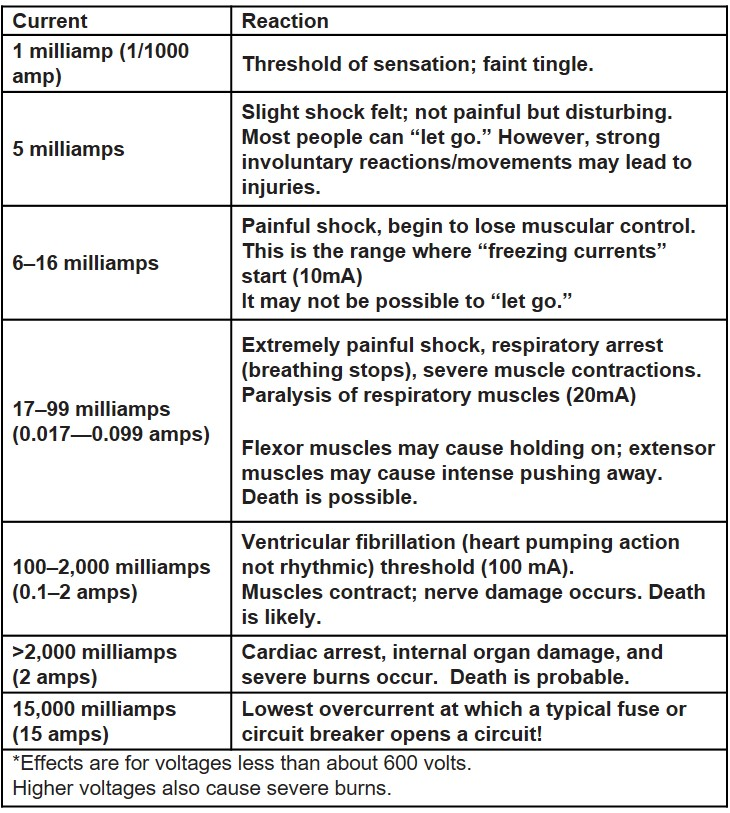 Current
Reaction
1 milliamp (1/1000
amp)
Threshold of sensation; faint tingle.
5 milliamps
Slight shock felt; not painful but disturbing.
Most people can “let go.” However, strong
involuntary reactions/movements may lead to
injuries.
6–16 milliamps
Painful shock, begin to lose muscular control.
This is the range where “freezing currents”
start (10mA)
It may not be possible to “let go.”
17–99 milliamps
(0.017—0.099 amps)
Extremely painful shock, respiratory arrest
(breathing stops), severe muscle contractions.
Paralysis of respiratory muscles (20mA)
Flexor muscles may cause holding on; extensor
muscles may cause intense pushing away.
Death is possible.
100–2,000 milliamps
(0.1–2 amps)
Ventricular fibrillation (heart pumping action
not rhythmic) threshold (100 mA).
Muscles contract; nerve damage occurs. Death
is likely.
>2,000 milliamps
(2 amps)
Cardiac arrest, internal organ damage, and
severe burns occur.  Death is probable.
15,000 milliamps
(15 amps)
Lowest overcurrent at which a typical fuse or
circuit breaker opens a circuit!
*Effects are for voltages less than about 600 volts.
Higher voltages also cause severe burns.